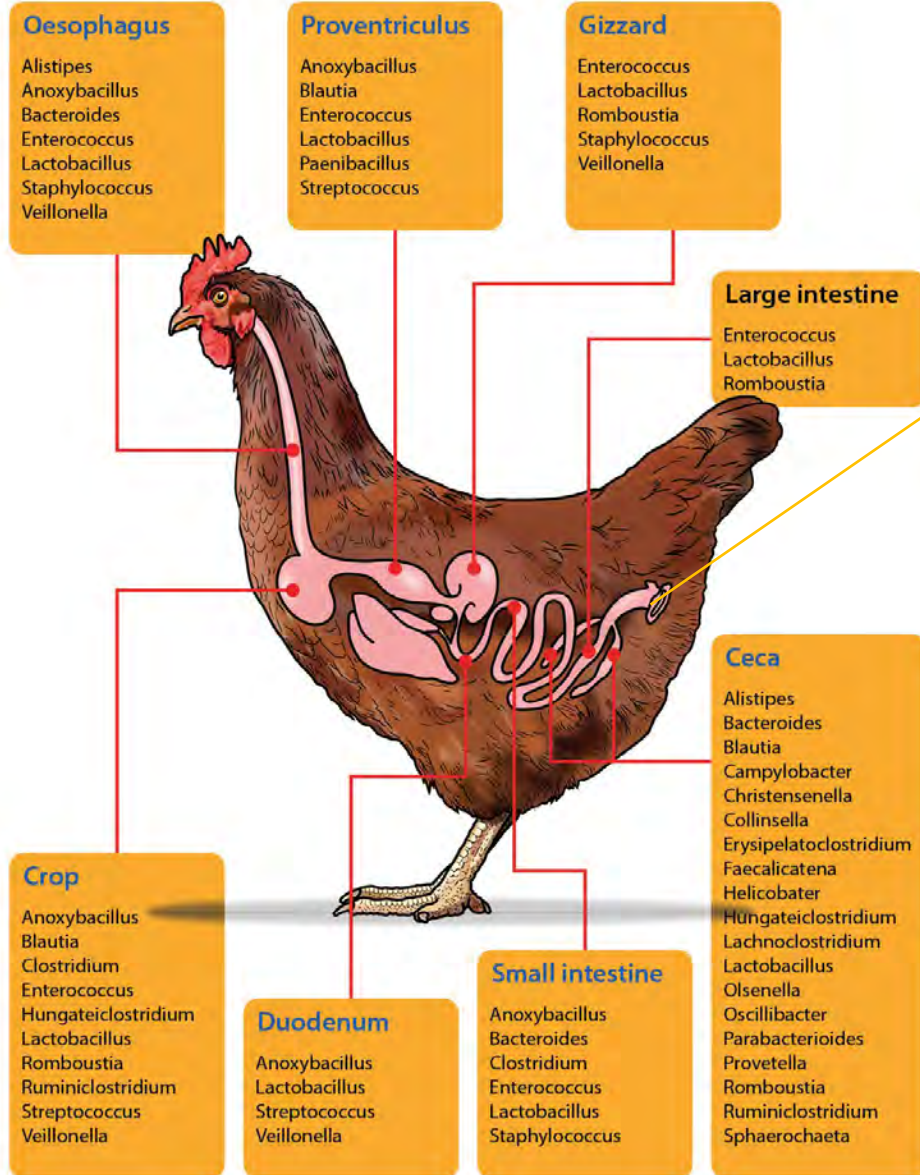 Oesophagus
Alistipes
Anoxybacillus
Bacteroides
Enterococcus
Lactobacillus
Staphylococcus
Veillonella
Proventriculus
Anoxybacillus
Blautia
Enterococcus
Lactobacillus
Paenibacillus
Streptococcus
Gizzard
Enterococcus
Lactobacillus
Romboustia
Staphylococcus
Veillonella
Large intestine
Enterococcus
Lactobacillus
Romboustia
Ceca
Alistipes
Bacteroides
Blautia
Campylobacter
Christensenella
Collinsella
Erysipelatoclostridium
Faecalicatena
Helicobater
Hungateiclostridium
Lachnoclostridium
Lactobacillus
Olsenella
Oscillibacter
Parabacterioides
Provetella
Romboustia
Ruminiclostridium
Sphaerochaeta
Crop
Anoxybacillus
Blautia
Clostridium
Enterococcus
Hungateiclostridium
Lactobacillus
Romboustia
Ruminiclostridium
Streptococcus
Veillonella
Duodenum
Anoxybacillus
Lactobacillus
Streptococcus
Veillonella
Small intestine
Anoxybacillus
Bacteroides
Clostridium
Enterococcus
Lactobacillus
Staphylococcus